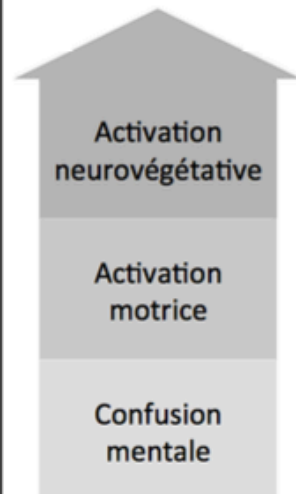 Activation
neurovégétative
Activation
motrice
Confusion
mentale